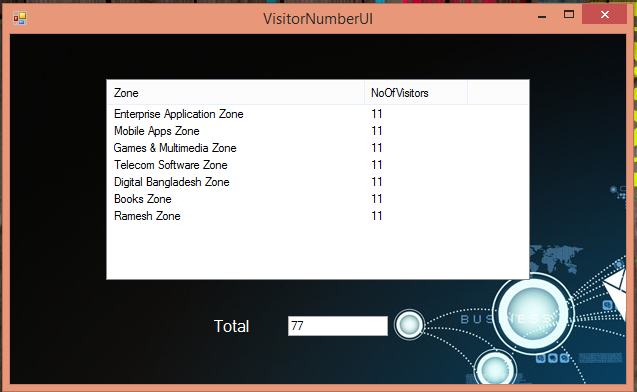 VisitorNumberUI
Zone NoOfVisitors
Enterprise Application Zone 11
Mobile Apps Zone 11
Games & Multimedia Zone 11
Telecom Software Zone 11
Digital Bangladesh Zone 11
Books Zone 11
Ramesh Zone 11
Total 77
BUSINESS